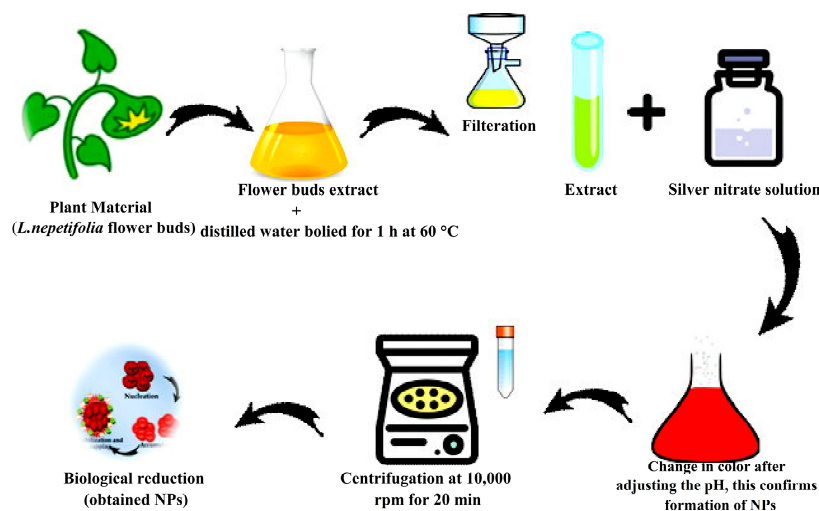 Plant Material
(L.nepetifolia flower buds)
Flower buds extract
+
distilled water bolied for 1 h at 60 °C
Filteration
Extract
Silver nitrate solution
Change in color after
adjusting the pH, this confirms
formation of NPs
Centrifugation at 10,000
rpm for 20 min
Nucleation
Biological reduction
(obtained NPs)